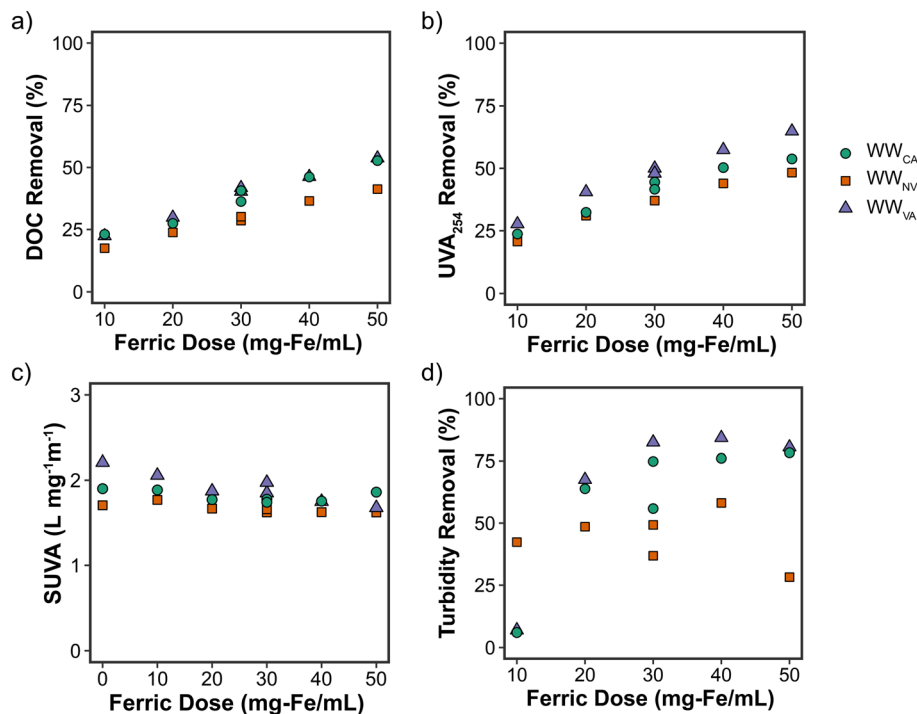 a)
100
75
50
25
0
DOC Removal (%)
10 20 30 40 50
Ferric Dose (mg-Fe/mL)
b)
100
75
50
25
0
UVA254 Removal (%)
10 20 30 40 50
Ferric Dose (mg-Fe/mL)
WWCA
WWNV
WWVA
c)
3
2
1
0
SUVA (L mg⁻¹m⁻¹)
0 10 20 30 40 50
Ferric Dose (mg-Fe/mL)
d)
100
75
50
25
0
Turbidity Removal (%)
10 20 30 40 50
Ferric Dose (mg-Fe/mL)